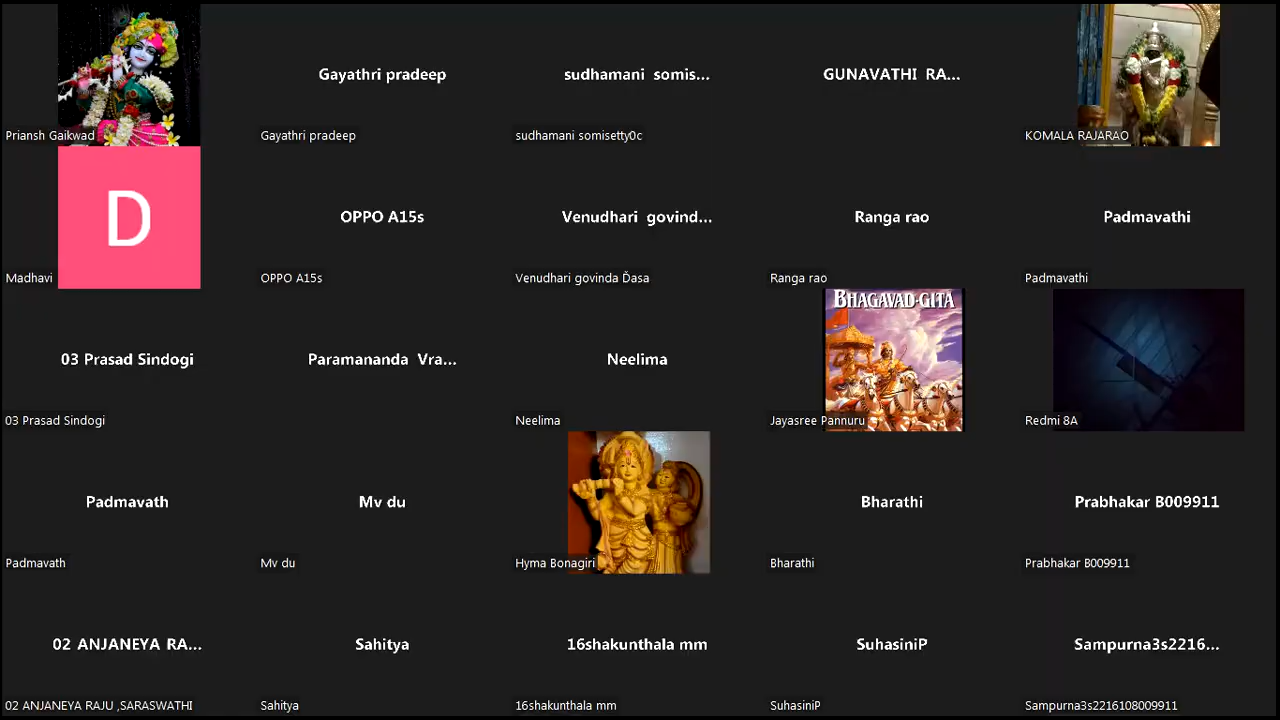 Priansh Gaikwad
Gayathri pradeep
Gayathri pradeep
sudhamani somis...
sudhamani somisetty0c
GUNAVATHI RA...
KOMALA RAJARAO
D
Madhavi
OPPO A15s
OPPO A15s
Venudhari govind...
Venudhari govinda Ďasa
Ranga rao
Ranga rao
Padmavathi
Padmavathi
03 Prasad Sindogi
03 Prasad Sindogi
Paramananda Vra...
Neelima
Neelima
BHAGAVAD-GITA
Jayasree Pannuru
Redmi 8A
Padmavath
Padmavath
Mv du
Mv du
Hyma Bonagiri
Bharathi
Bharathi
Prabhakar B009911
Prabhakar B009911
02 ANJANEYA RA...
02 ANJANEYA RAJU ,SARASWATHI
Sahitya
Sahitya
16shakunthala mm
16shakunthala mm
SuhasiniP
SuhasiniP
Sampurna3s2216...
Sampurna3s2216108009911